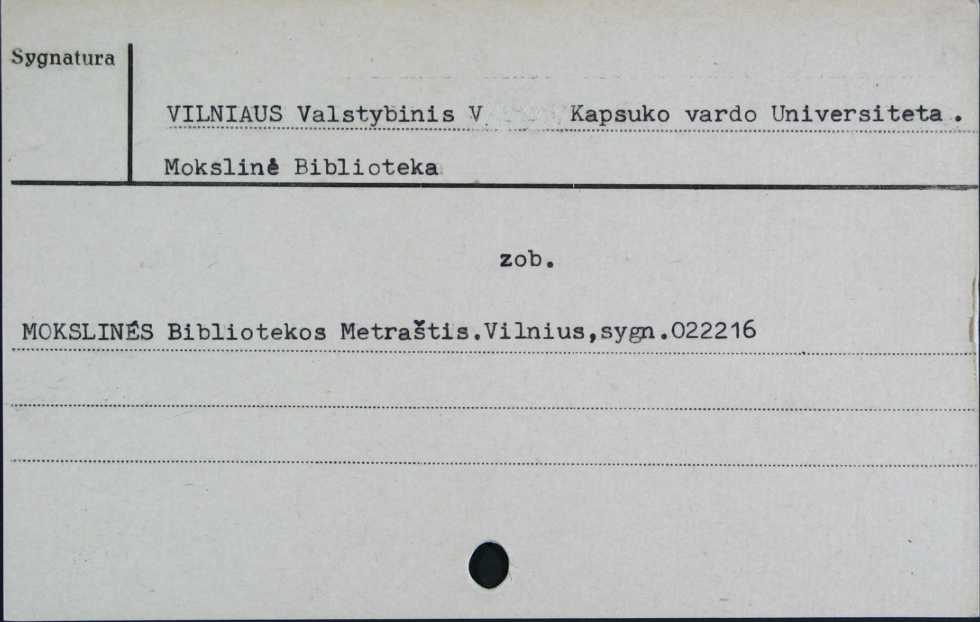 Sygnatura
VILNIAUS Valstybinis V Kapsuko vardo Universiteta.
Mokslinė Biblioteka
zob.
MOKSLINĖS Bibliotekos Metraštis.Vilnius,sygn.022216